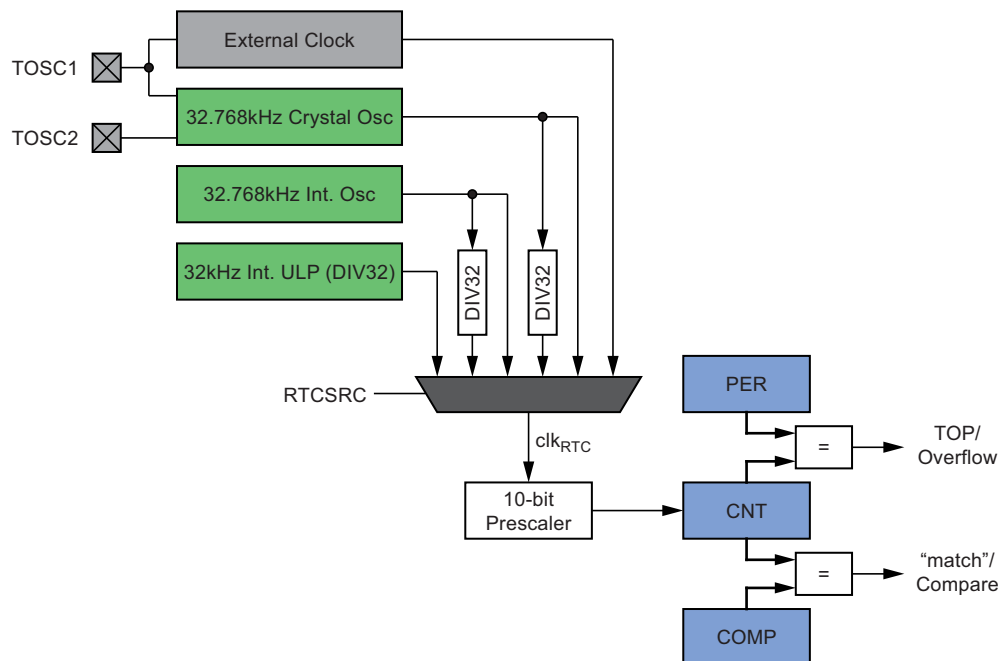 External Clock
TOSC1
32.768kHz Crystal Osc
TOSC2
32.768kHz Int. Osc
32kHz Int. ULP (DIV32)
DIV32
DIV32
RTCSRC
PER
clkRTC
=
TOP/
Overflow
10-bit
Prescaler
CNT
=
“match”/
Compare
COMP